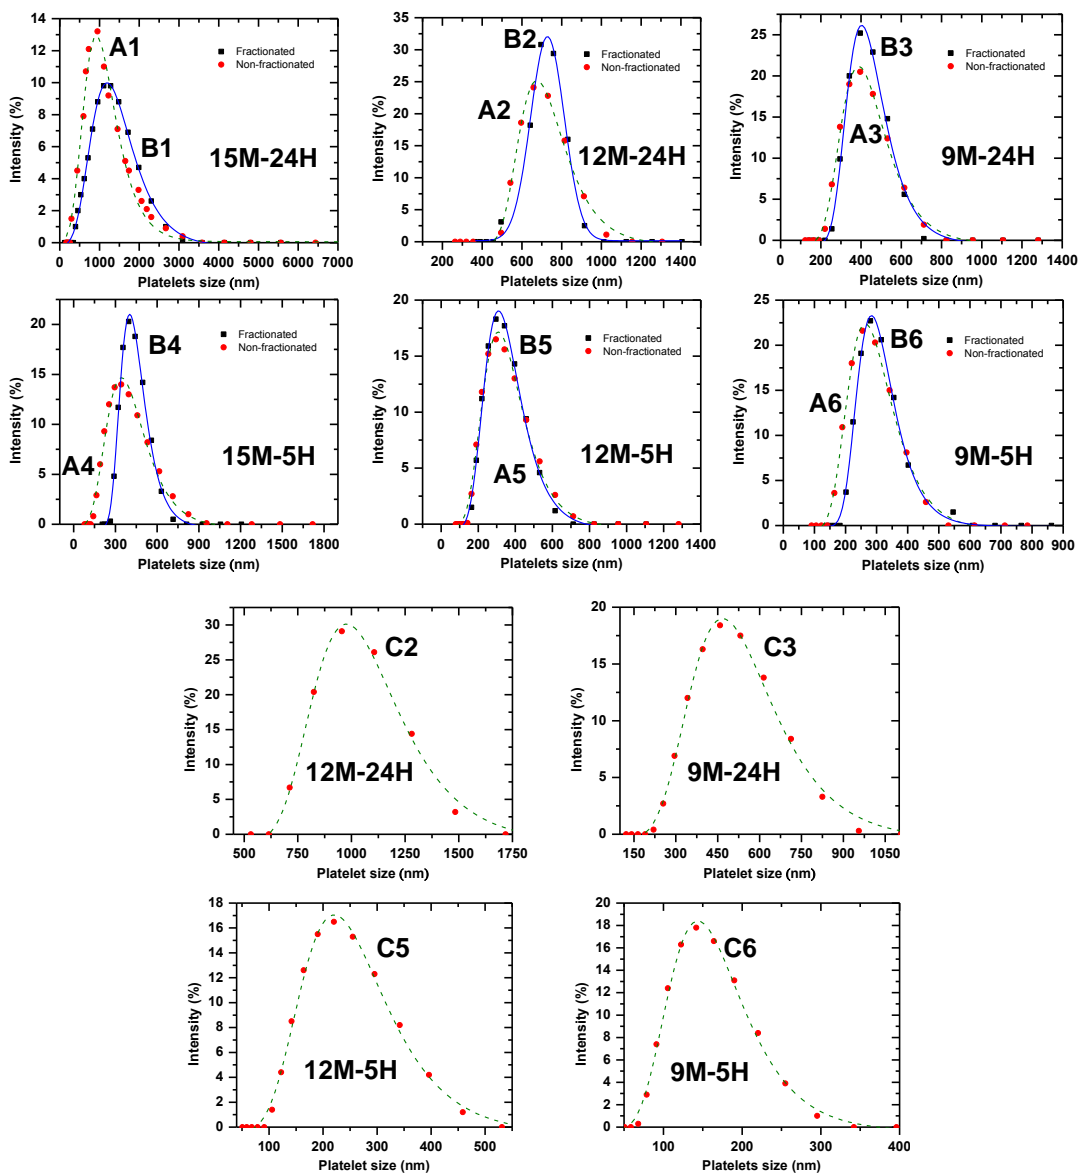 14
12
10
8
6
4
2
0
Intensity (%)
A1
B1
Fractionated
Non-fractionated
15M-24H
0 1000 2000 3000 4000 5000 6000 7000
Platelets size (nm)
35
30
25
20
15
10
5
0
Intensity (%)
B2
A2
Fractionated
Non-fractionated
12M-24H
0 200 400 600 800 1000 1200 1400
Platelets size (nm)
25
20
15
10
5
0
Intensity (%)
B3
A3
Fractionated
Non-fractionated
9M-24H
0 200 400 600 800 1000 1200 1400
Platelets size (nm)
20
15
10
5
0
Intensity (%)
B4
A4
Fractionated
Non-fractionated
15M-5H
0 300 600 900 1200 1500 1800
Platelets size (nm)
20
15
10
5
0
Intensity (%)
B5
A5
Fractionated
Non-fractionated
12M-5H
0 200 400 600 800 1000 1200 1400
Platelets size (nm)
25
20
15
10
5
0
Intensity (%)
B6
A6
Fractionated
Non-fractionated
9M-5H
0 100 200 300 400 500 600 700 800 900
Platelets size (nm)
30
25
20
15
10
5
0
Intensity (%)
C2
12M-24H
500 750 1000 1250 1500 1750
Platelet size (nm)
20
15
10
5
0
Intensity (%)
C3
9M-24H
150 300 450 600 750 900 1050
Platelet size (nm)
18
16
14
12
10
8
6
4
2
0
Intensity (%)
C5
12M-5H
100 200 300 400 500
Platelet size (nm)
20
18
16
14
12
10
8
6
4
2
0
Intensity (%)
C6
9M-5H
100 200 300 400
Platelet size (nm)